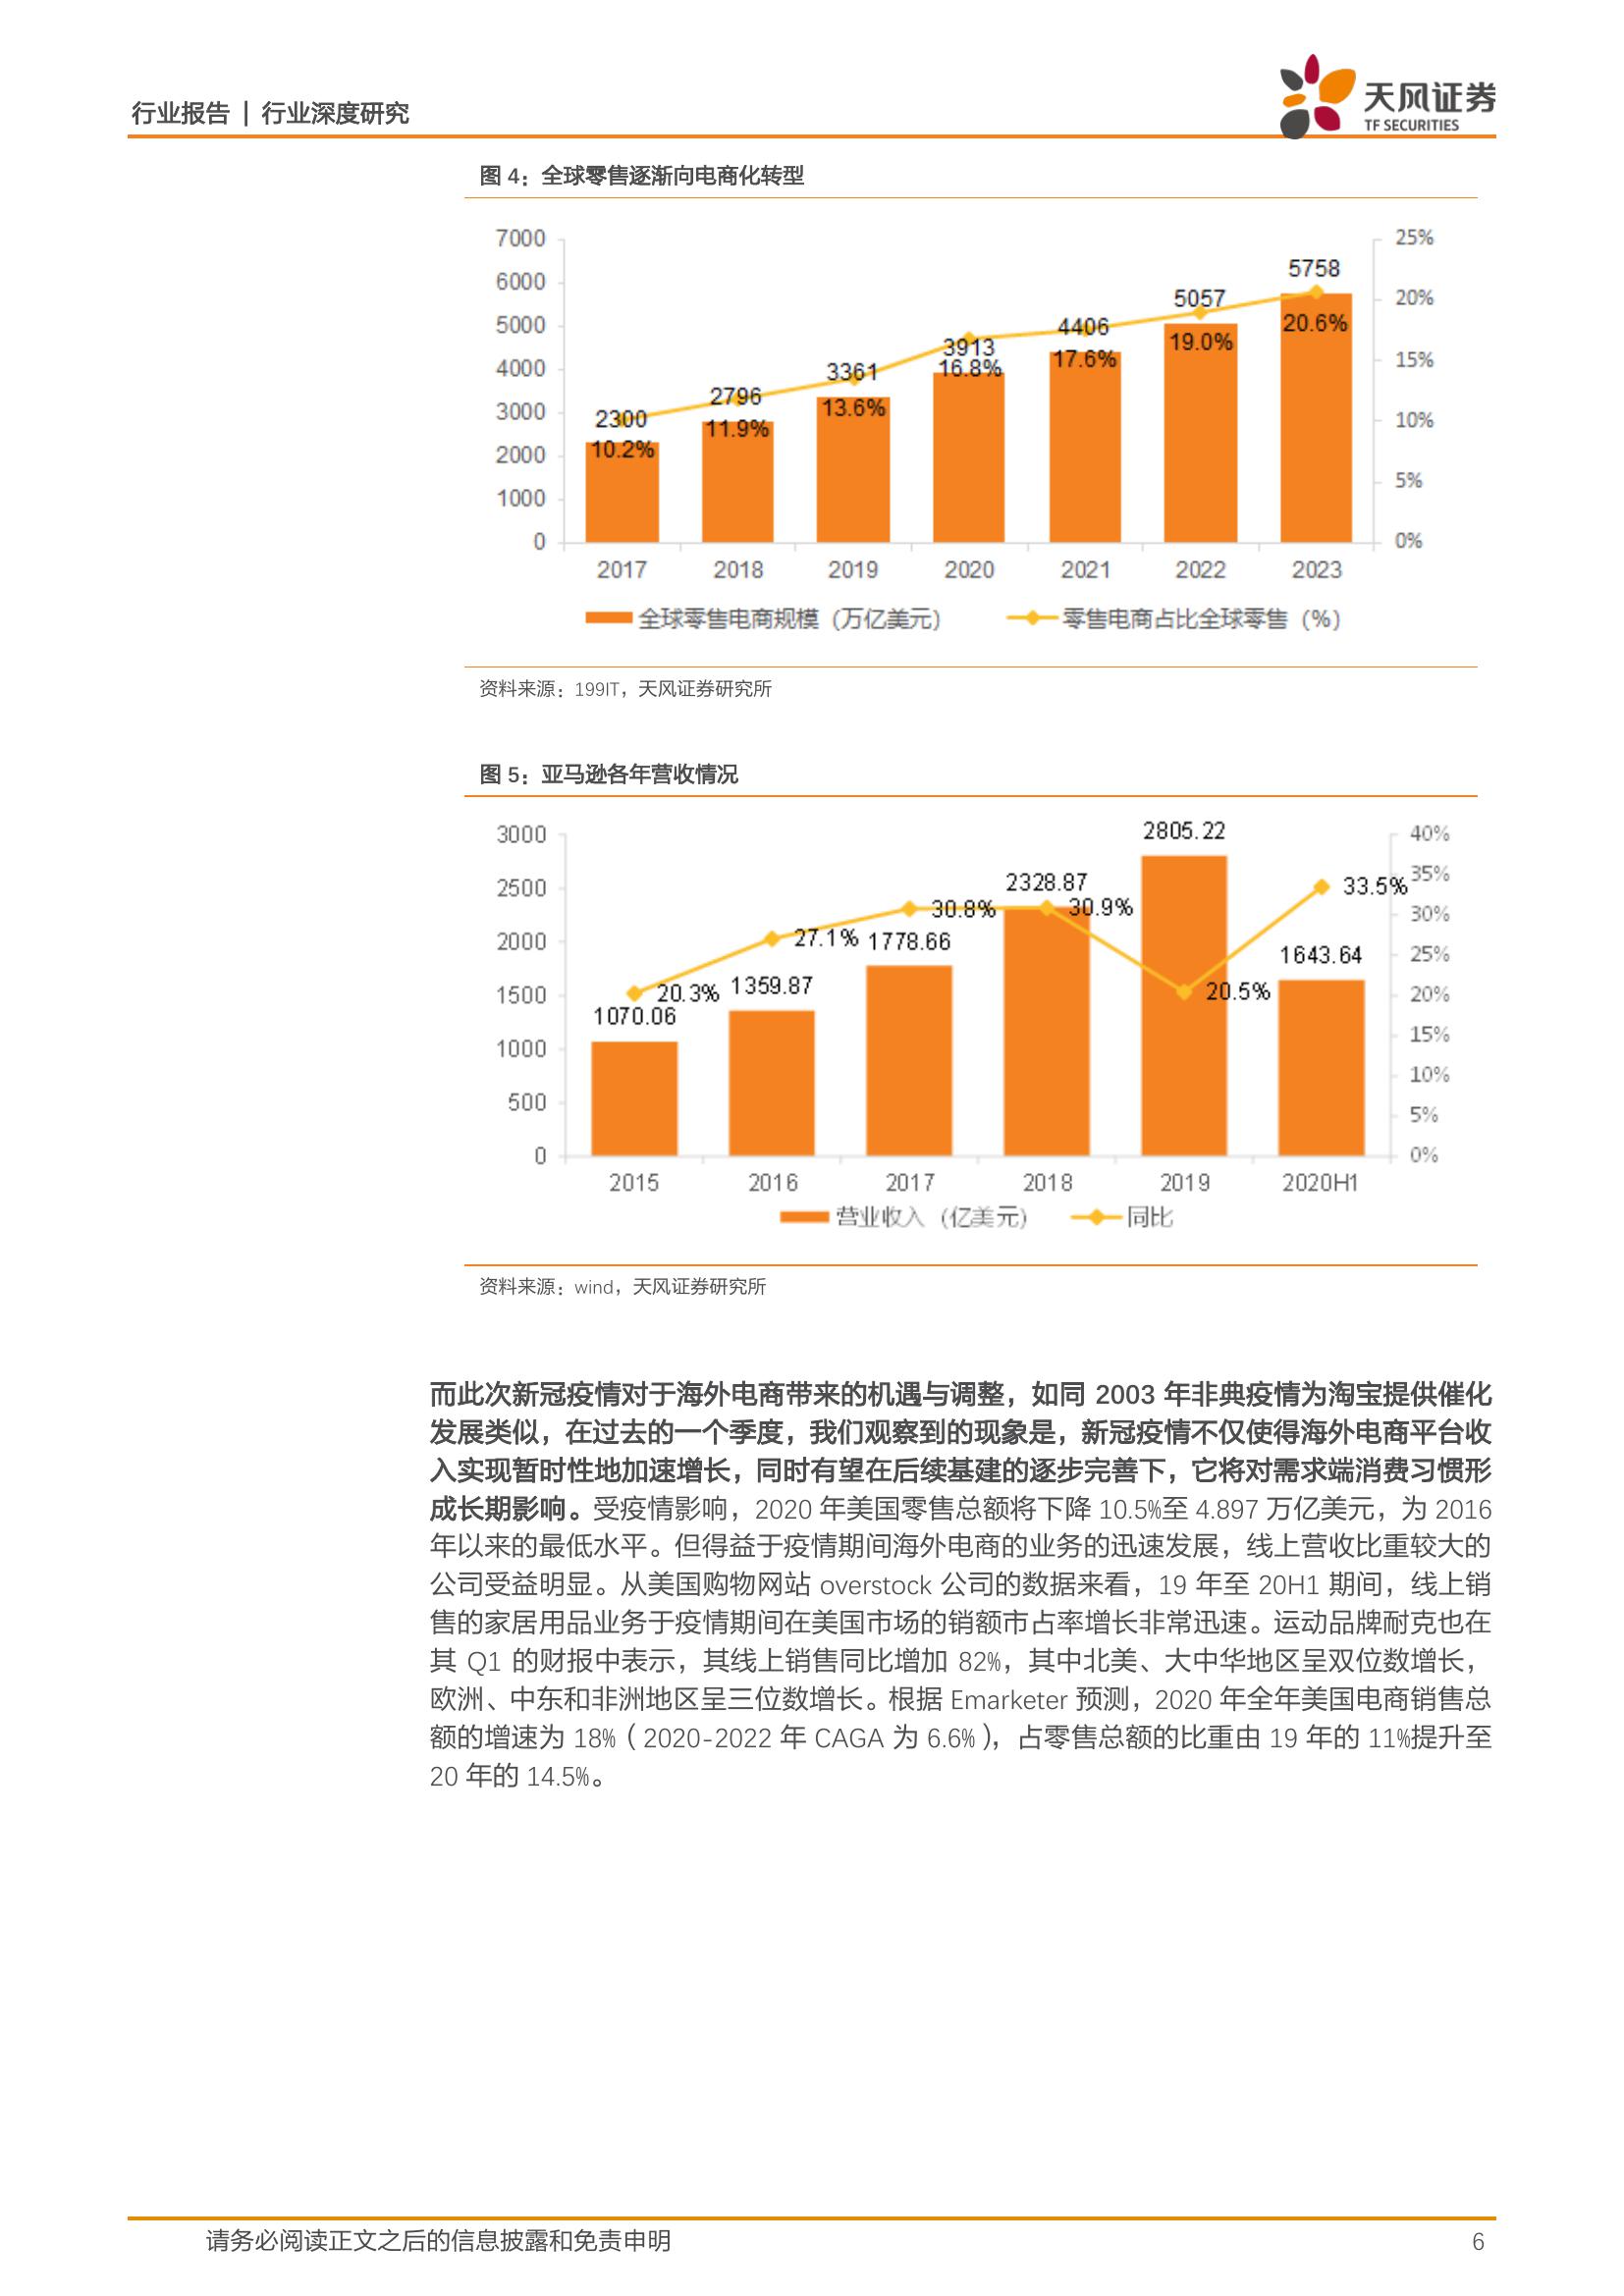 行业报告 | 行业深度研究
天风证券
TF SECURITIES
图 4：全球零售逐渐向电商化转型
7000
6000
5000
4000
3000
2000
1000
0
25%
20%
15%
10%
5%
0%
2300
2796
3361
3913
4406
5057
5758
10.2%
11.9%
13.6%
16.8%
17.6%
19.0%
20.6%
2017 2018 2019 2020 2021 2022 2023
全球零售电商规模（万亿美元） 零售电商占比全球零售（%）
资料来源：199IT，天风证券研究所
图 5：亚马逊各年营收情况
3000
2500
2000
1500
1000
500
0
40%
35%
30%
25%
20%
15%
10%
5%
0%
1070.06
1359.87
1778.66
2328.87
2805.22
1643.64
20.3%
27.1%
30.8%
30.9%
20.5%
33.5%
2015 2016 2017 2018 2019 2020H1
营业收入（亿美元） 同比
资料来源：wind，天风证券研究所
而此次新冠疫情对于海外电商带来的机遇与调整，如同 2003 年非典疫情为淘宝提供催化
发展类似，在过去的一个季度，我们观察到的现象是，新冠疫情不仅使得海外电商平台收
入实现暂时性地加速增长，同时有望在后续基建的逐步完善下，它将对需求端消费习惯形
成长期影响。受疫情影响，2020 年美国零售总额将下降 10.5%至 4.897 万亿美元，为 2016
年以来的最低水平。但得益于疫情期间海外电商的业务的迅速发展，线上营收比重较大的
公司受益明显。从美国购物网站 overstock 公司的数据来看，19 年至 20H1 期间，线上销
售的家居用品业务于疫情期间在美国市场的销额市占率增长非常迅速。运动品牌耐克也在
其 Q1 的财报中表示，其线上销售同比增加 82%，其中北美、大中华地区呈双位数增长，
欧洲、中东和非洲地区呈三位数增长。根据 Emarketer 预测，2020 年全年美国电商销售总
额的增速为 18%（2020-2022 年 CAGA 为 6.6%），占零售总额的比重由 19 年的 11%提升至
20 年的 14.5%。
请务必阅读正文之后的信息披露和免责申明
6